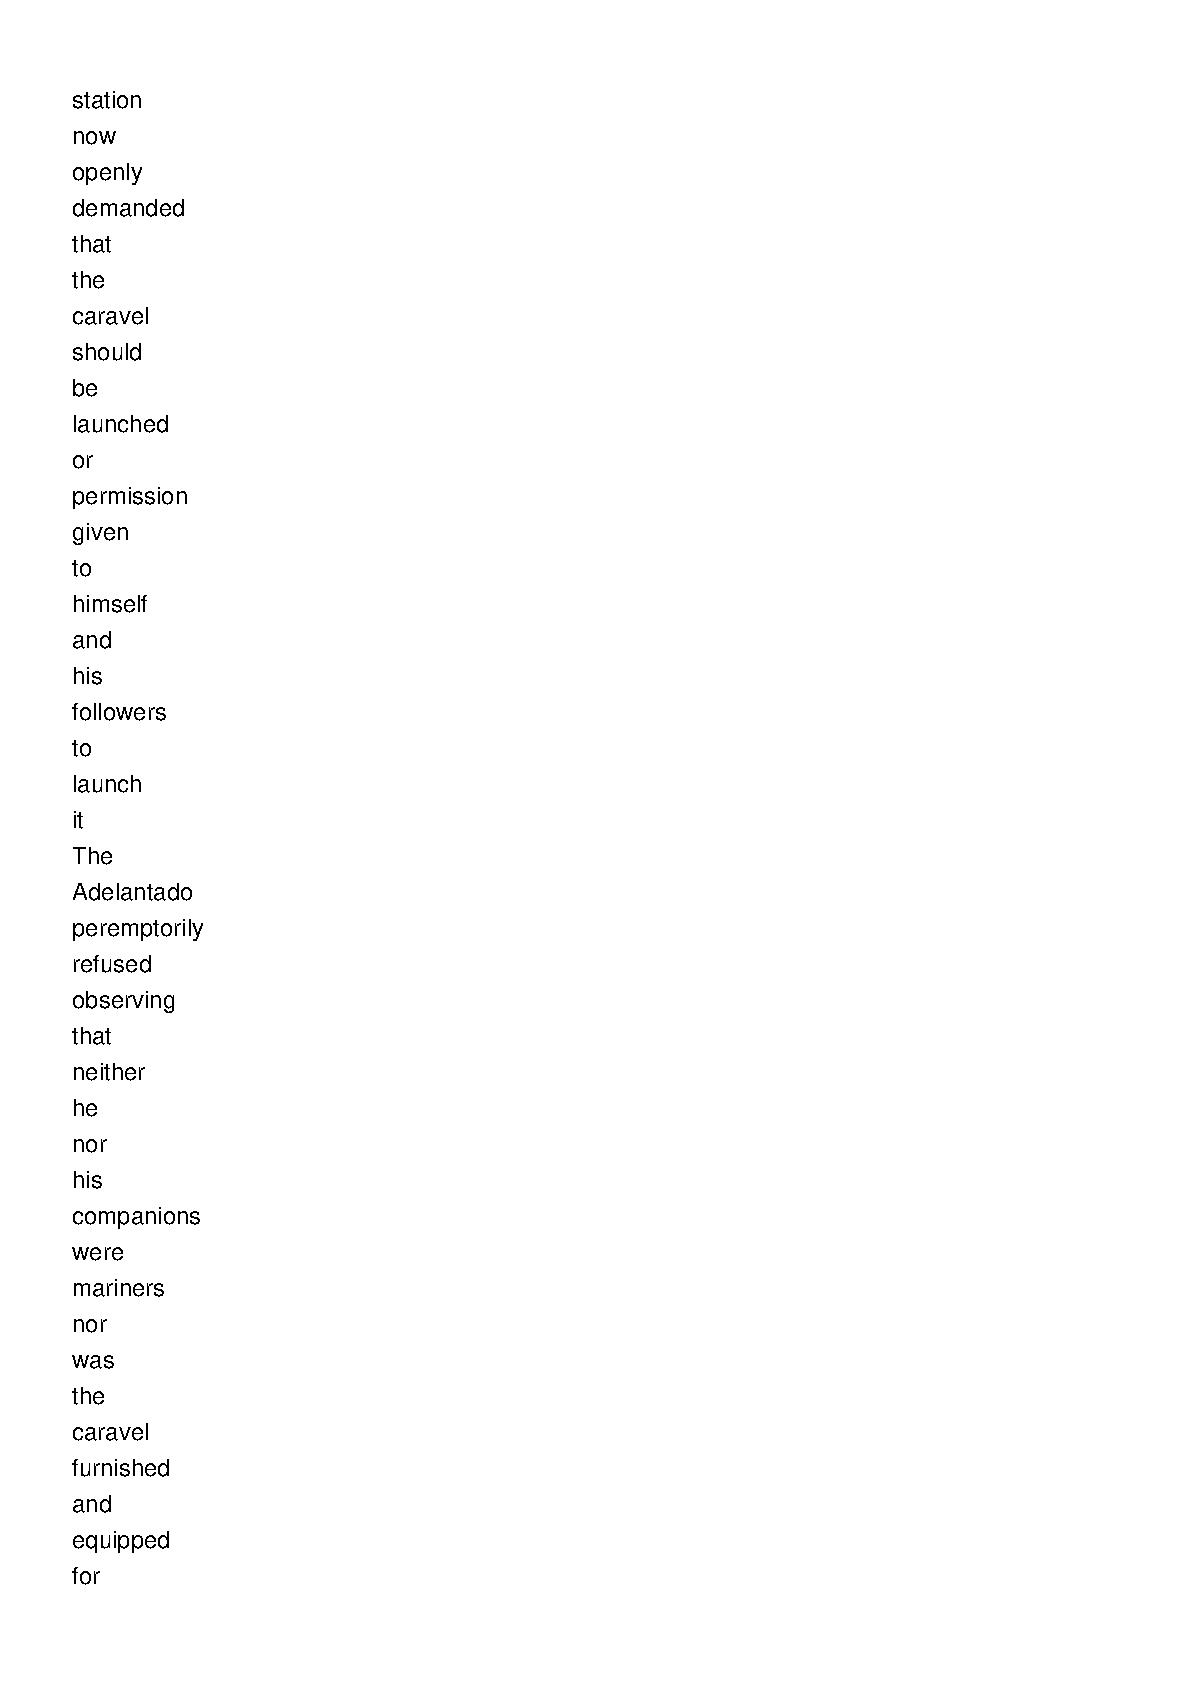 station
now
openly
demanded
that
the
caravel
should
be
launched
or
permission
given
to
himself
and
his
followers
to
launch
it
The
Adelantado
peremptorily
refused
observing
that
neither
he
nor
his
companions
were
mariners
nor
was
the
caravel
furnished
and
equipped
for